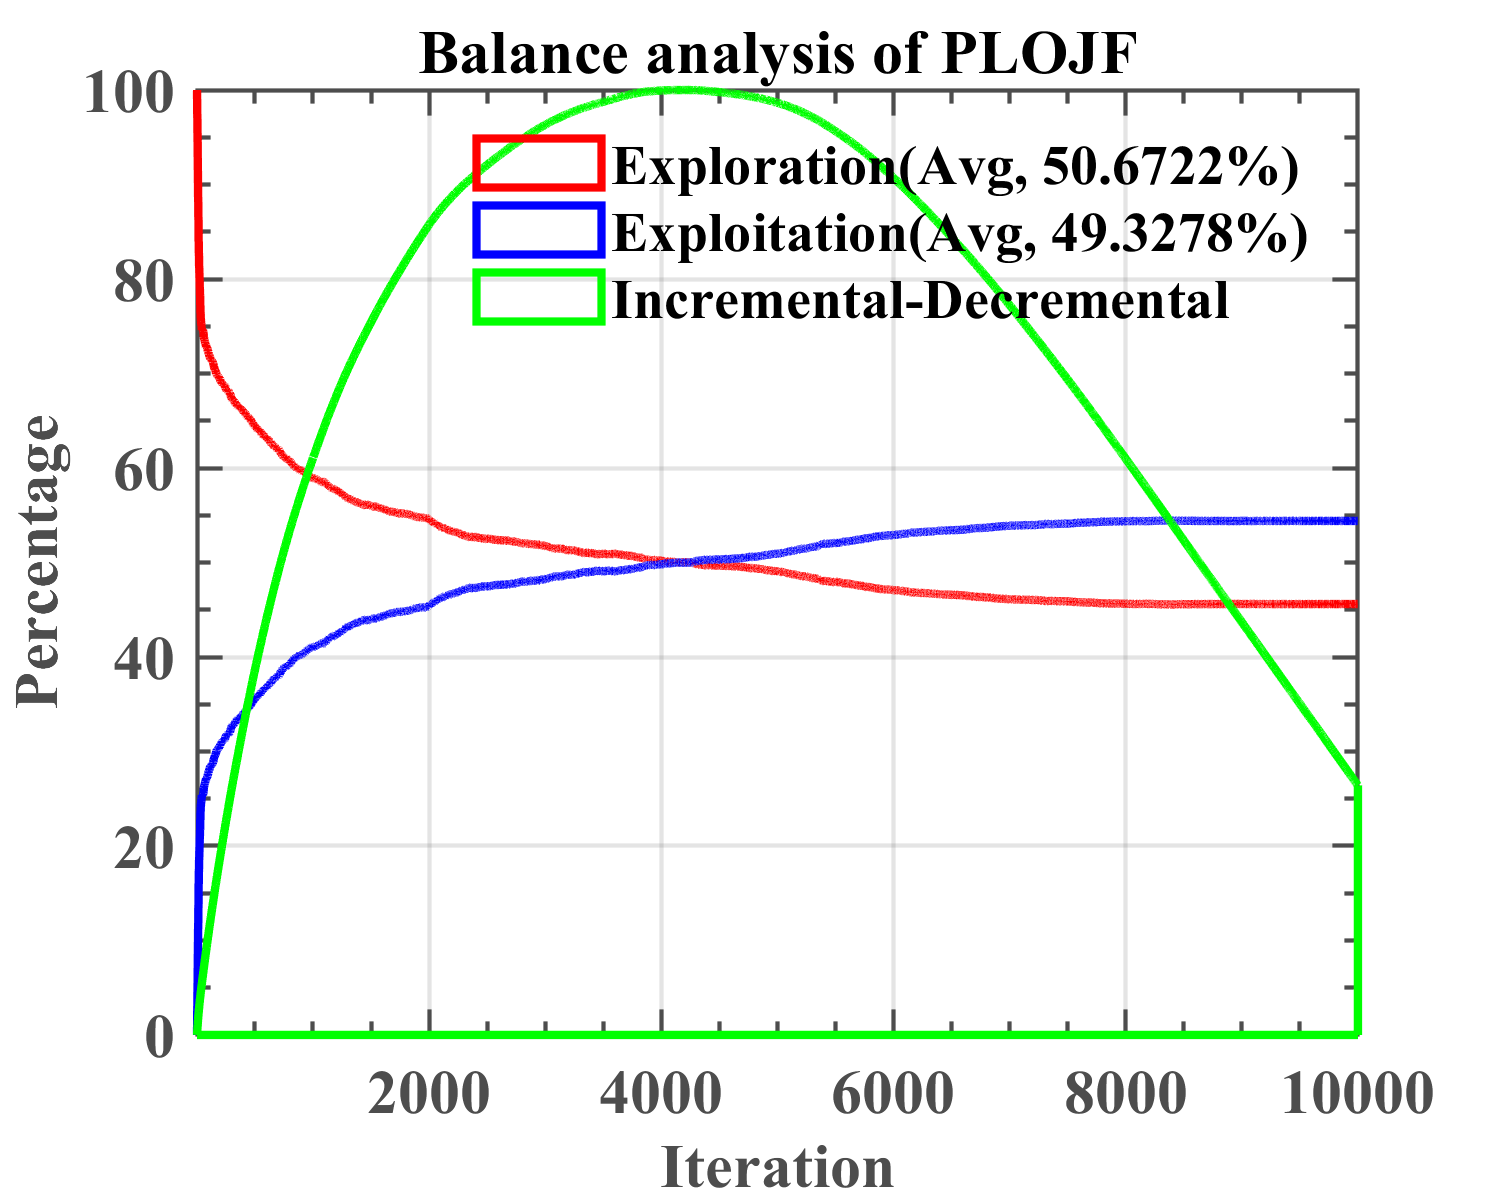 Balance analysis of PLOJF
100
80
60
40
20
0
Percentage
Exploration(Avg, 50.6722%)
Exploitation(Avg, 49.3278%)
Incremental-Decremental
2000 4000 6000 8000 10000
Iteration